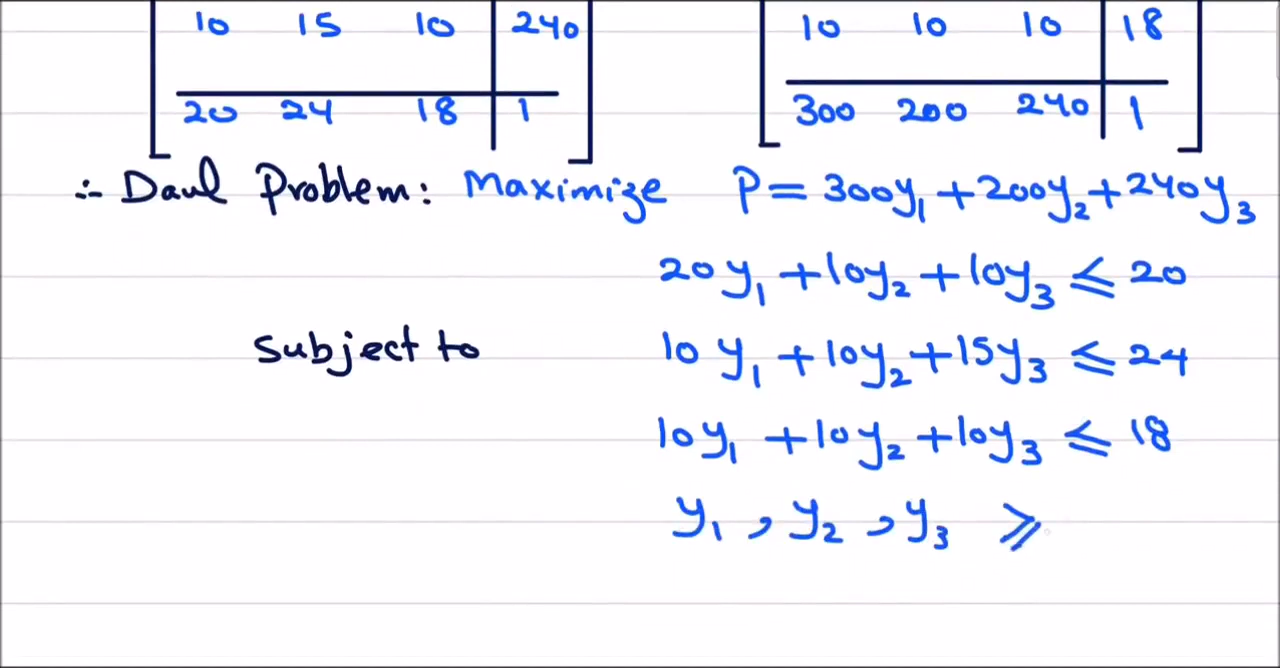 10 15 10 240 10 10 10 18
20 24 18 1 300 200 240 1
∴ Daul Problem: Maximize P = 300y₁ + 200y₂ + 240y₃
20y₁ + 10y₂ + 10y₃ ≤ 20
Subject to 10y₁ + 10y₂ + 15y₃ ≤ 24
10y₁ + 10y₂ + 10y₃ ≤ 18
y₁, y₂, y₃ ≥